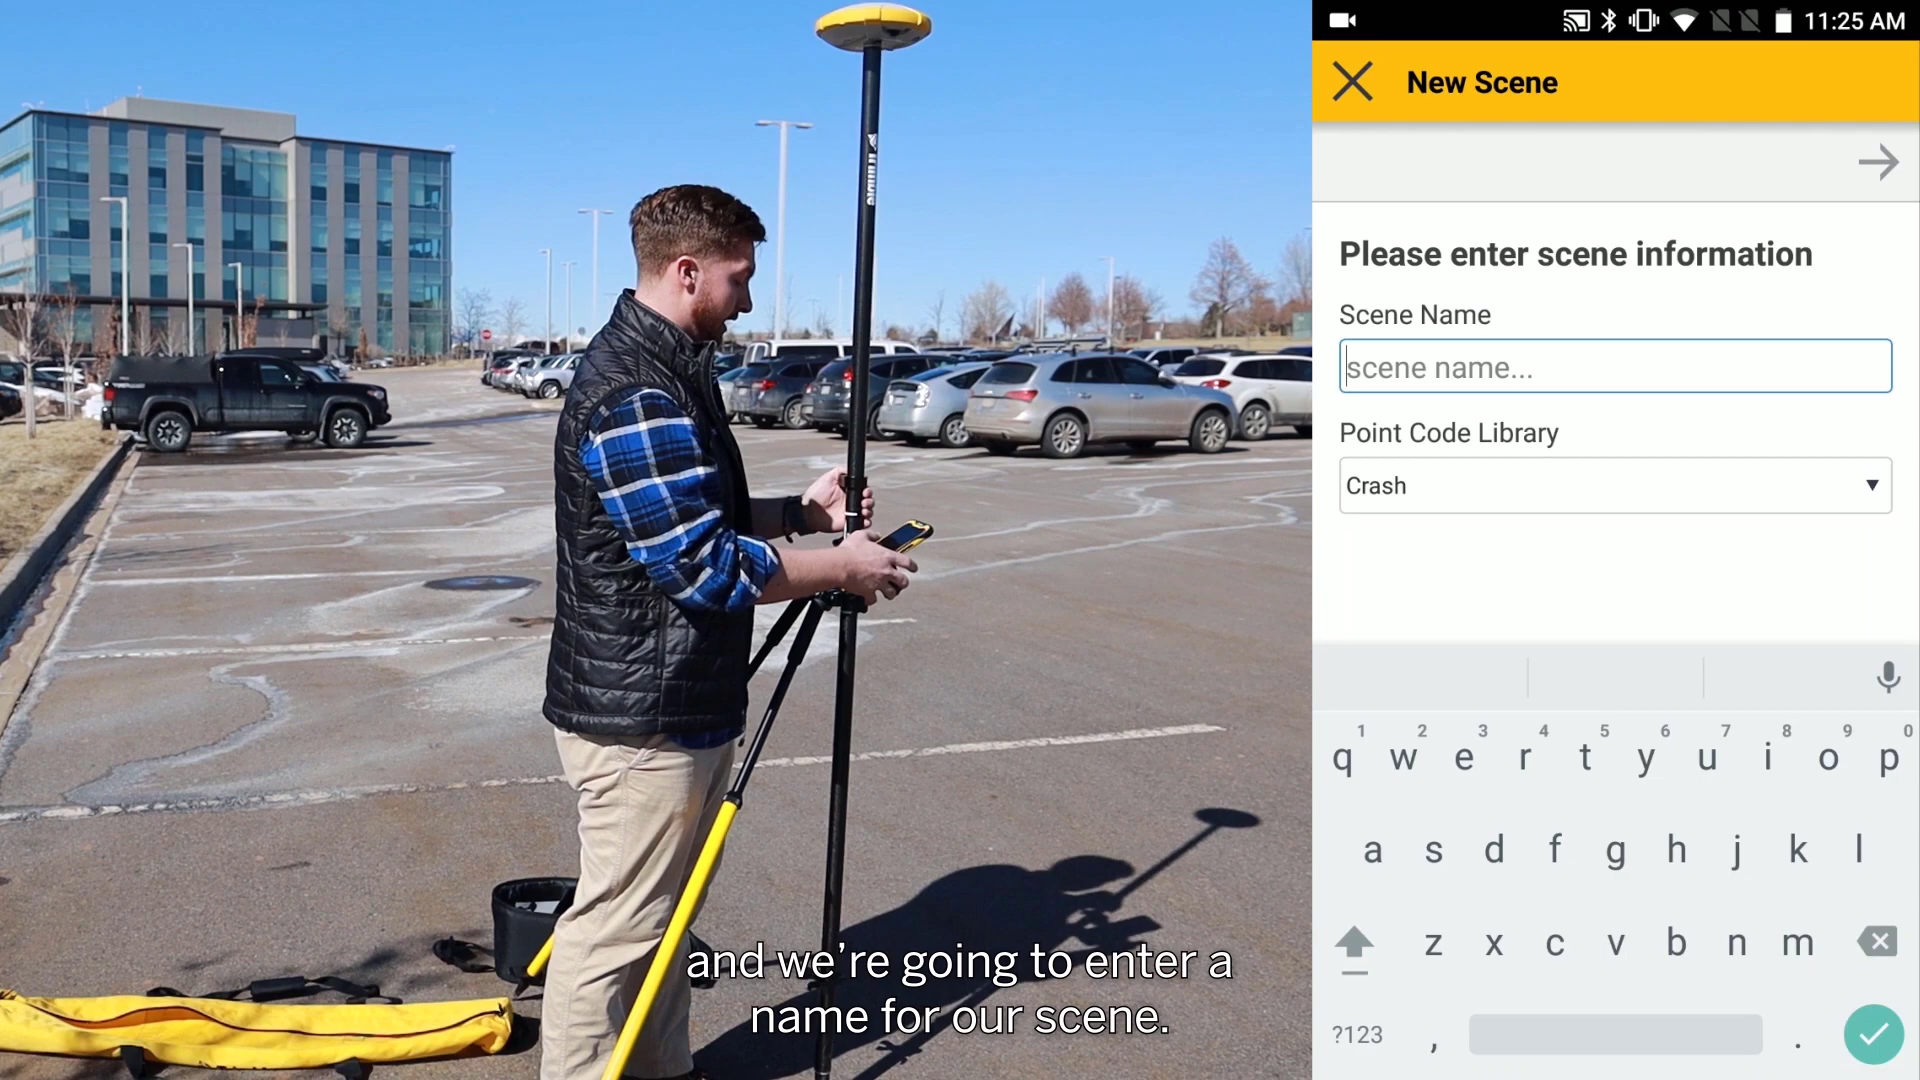 11:25 AM
New Scene
Please enter scene information
Scene Name
scene name...
Point Code Library
Crash
Trimble
1 2 3 4 5 6 7 8 9 0
q w e r t y u i o p
a s d f g h j k l
z x c v b n m
?123 , .
and we're going to enter a
name for our scene.